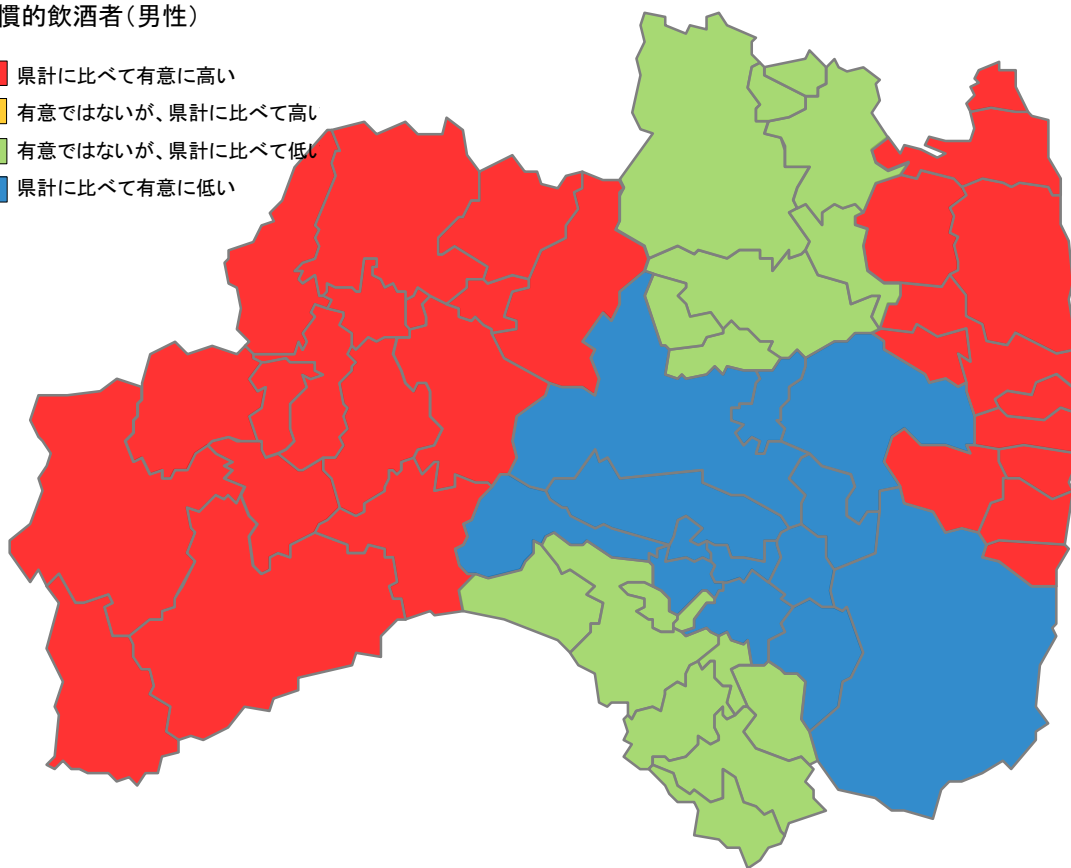 慣的飲酒者（男性）
県計に比べて有意に高い
有意ではないが、県計に比べて高い
有意ではないが、県計に比べて低い
県計に比べて有意に低い